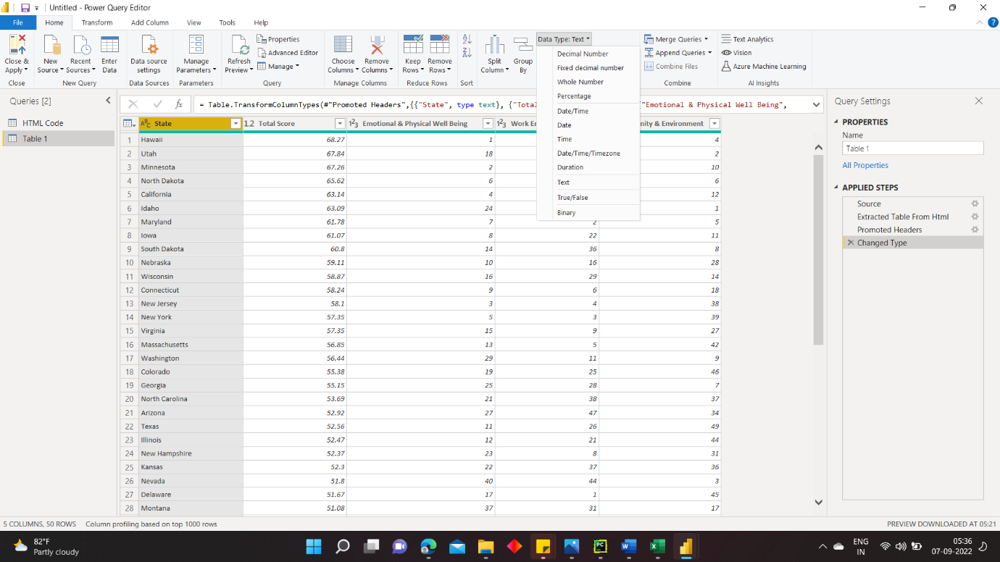 Untitled - Power Query Editor
File Home Transform Add Column View Tools Help
Close & Apply
New Source
Recent Sources
Enter Data
Data source settings
Manage Parameters
Refresh Preview
Properties
Advanced Editor
Manage
Choose Columns
Remove Columns
Keep Rows
Remove Rows
Split Column
Group By
Data Type: Text
Merge Queries
Append Queries
Combine Files
Text Analytics
Vision
Azure Machine Learning
Close New Query Data Sources Parameters Query Manage Columns Reduce Rows Sort Combine AI Insights
Decimal Number
Fixed decimal number
Whole Number
Percentage
Date/Time
Date
Time
Date/Time/Timezone
Duration
Text
True/False
Binary
Queries [2]
HTML Code
Table 1
fx = Table.TransformColumnTypes(#"Promoted Headers",{{"State", type text}, {"Total "Emotional & Physical Well Being",
ABC State 1.2 Total Score 123 Emotional & Physical Well Being 123 Work En nity & Environment
1 Hawaii 68.27 1 4
2 Utah 67.84 18 2
3 Minnesota 67.26 2 10
4 North Dakota 65.62 6 6
5 California 63.14 4 12
6 Idaho 63.09 24 1
7 Maryland 61.78 7 2 5
8 Iowa 61.07 8 22 11
9 South Dakota 60.8 14 36 8
10 Nebraska 59.11 10 16 28
11 Wisconsin 58.87 16 29 14
12 Connecticut 58.24 9 6 18
13 New Jersey 58.1 3 4 38
14 New York 57.35 5 3 39
15 Virginia 57.35 15 9 27
16 Massachusetts 56.85 13 5 42
17 Washington 56.44 29 11 9
18 Colorado 55.38 19 25 46
19 Georgia 55.15 25 28 7
20 North Carolina 53.69 21 38 37
21 Arizona 52.92 27 47 34
22 Texas 52.56 11 26 49
23 Illinois 52.47 12 21 44
24 New Hampshire 52.37 23 8 31
25 Kansas 52.3 22 37 36
26 Nevada 51.8 40 44 3
27 Delaware 51.67 17 1 45
28 Montana 51.08 37 31 17
Query Settings
PROPERTIES
Name
Table 1
All Properties
APPLIED STEPS
Source
Extracted Table From Html
Promoted Headers
Changed Type
5 COLUMNS, 50 ROWS Column profiling based on top 1000 rows PREVIEW DOWNLOADED AT 05:21
82°F
Partly cloudy
ENG
IN
05:36
07-09-2022